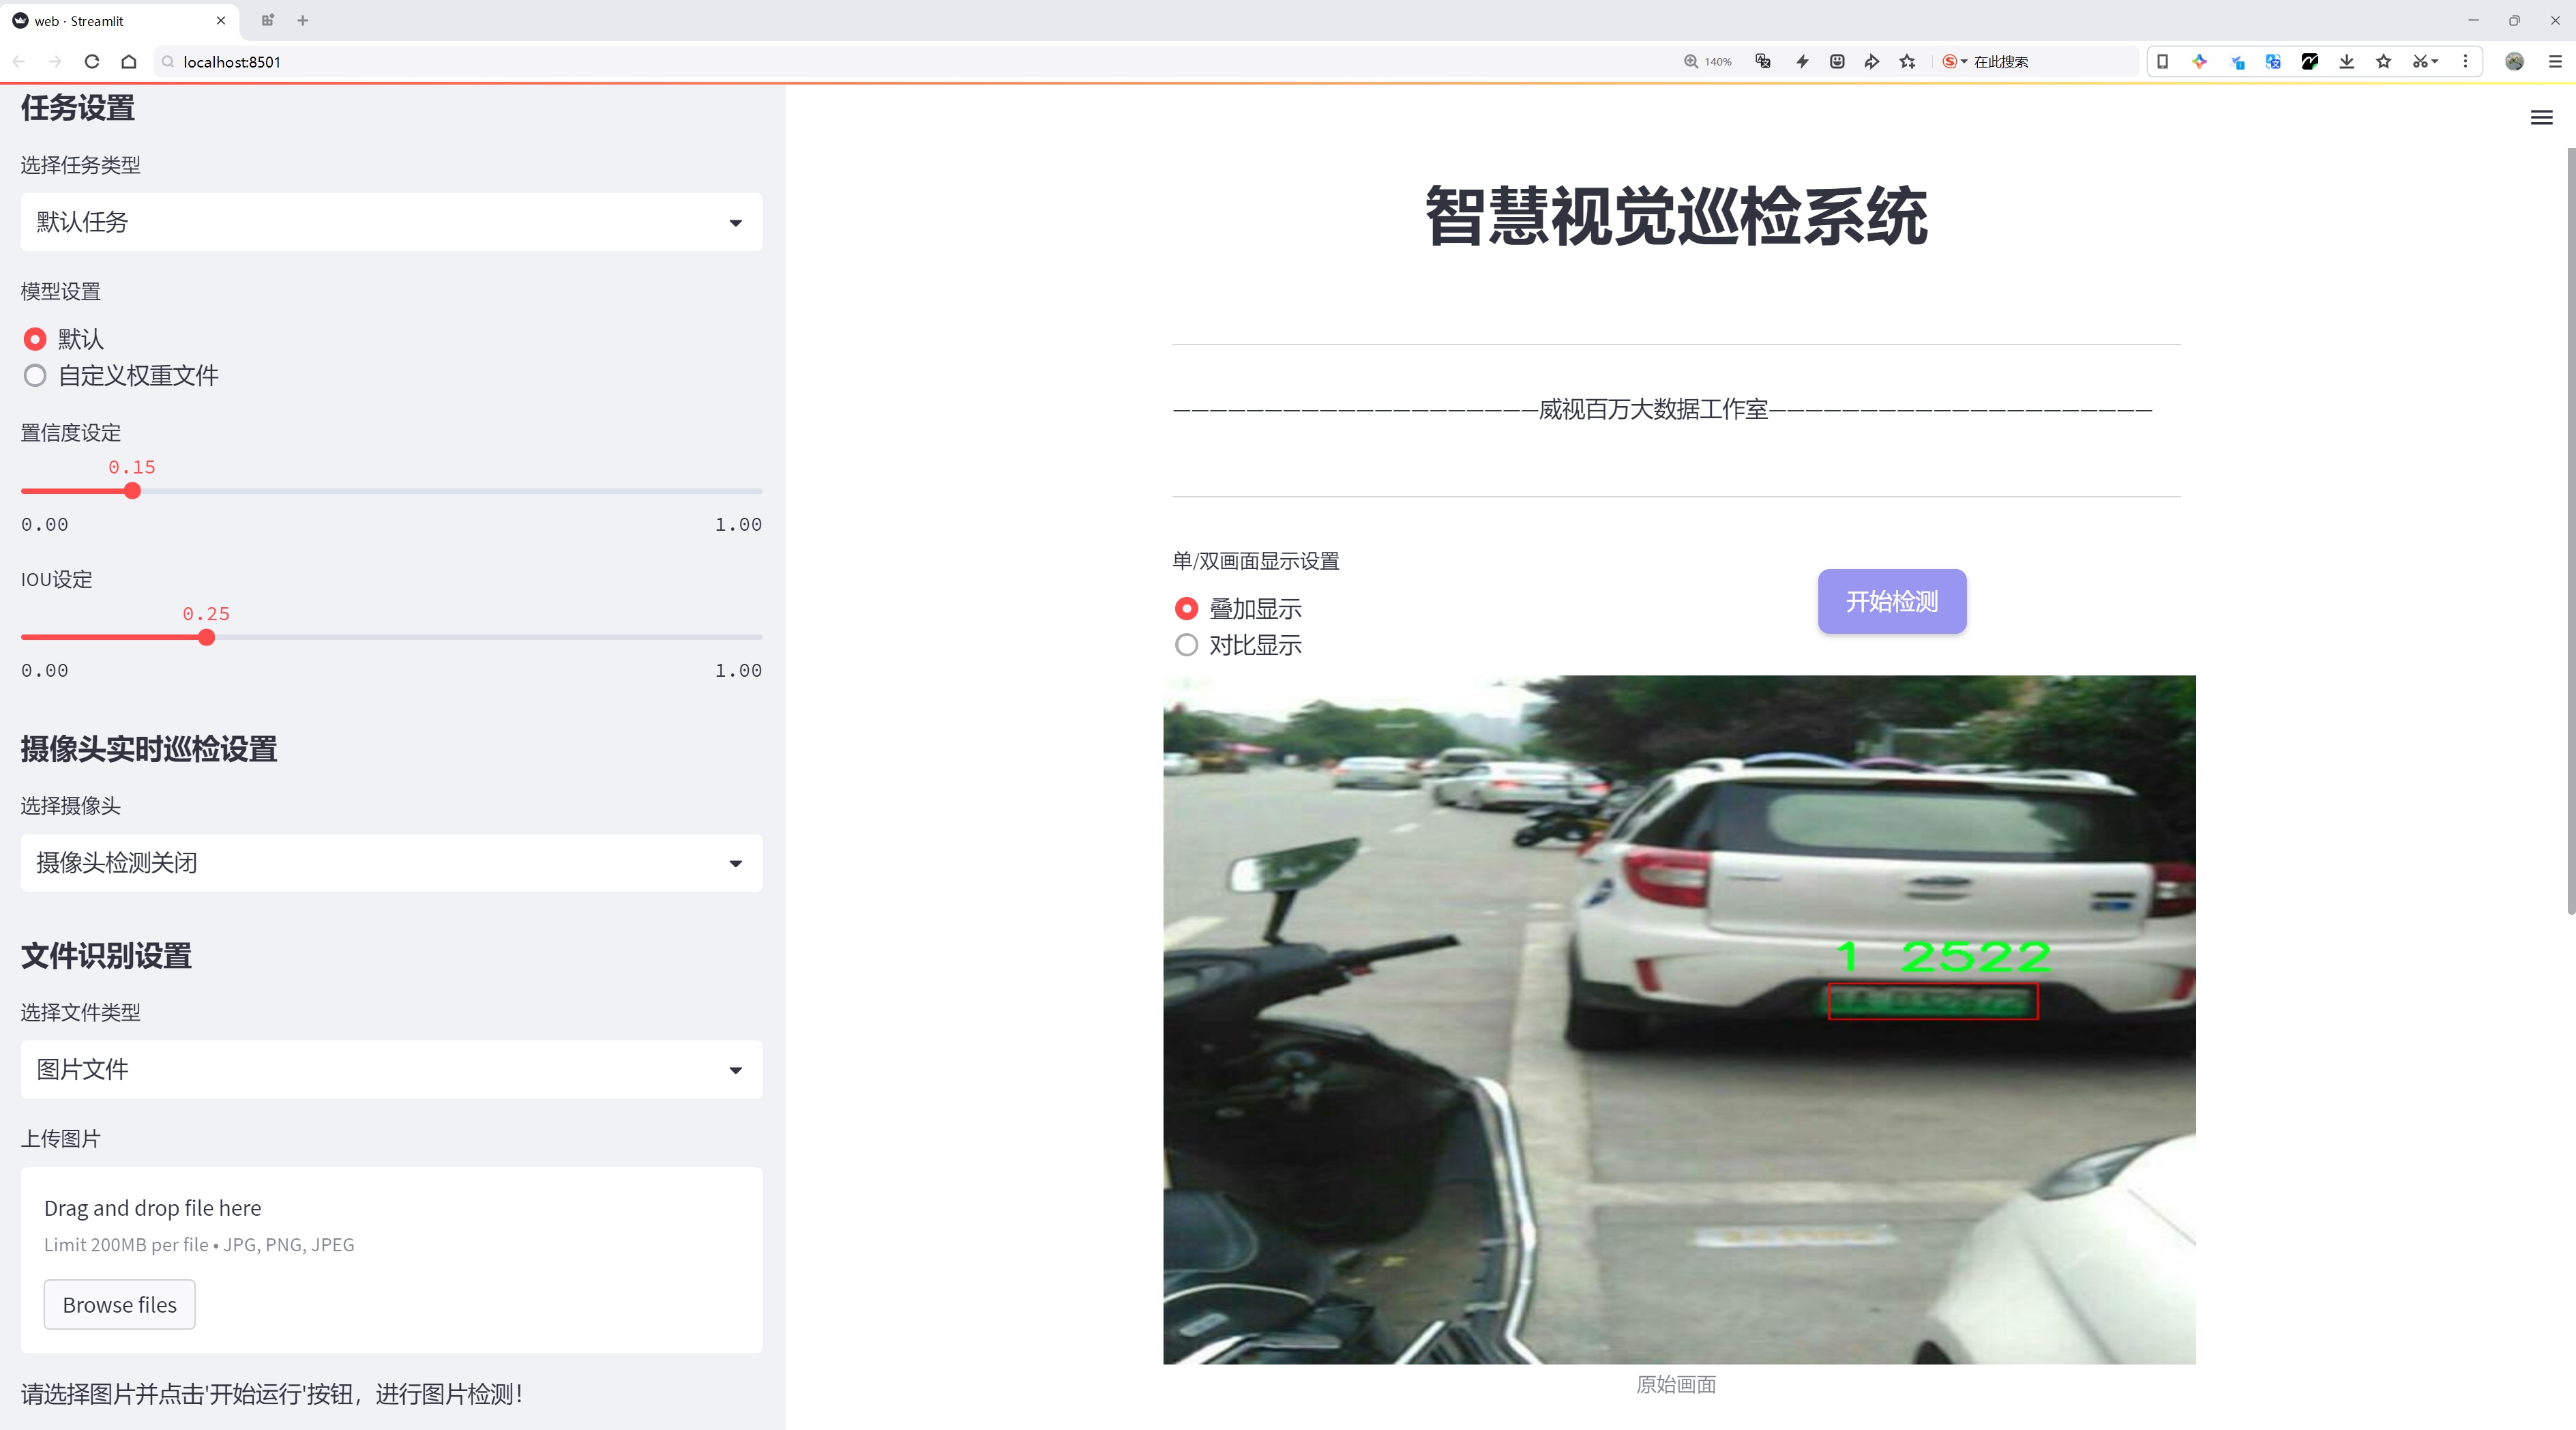 web · Streamlit
localhost:8501
140%
在此搜索
任务设置
选择任务类型
默认任务
模型设置
默认
自定义权重文件
置信度设定
0.15
0.00 1.00
IOU设定
0.25
0.00 1.00
摄像头实时巡检设置
选择摄像头
摄像头检测关闭
文件识别设置
选择文件类型
图片文件
上传图片
Drag and drop file here
Limit 200MB per file • JPG, PNG, JPEG
Browse files
请选择图片并点击'开始运行'按钮，进行图片检测！
智慧视觉巡检系统
—————————————————————威视百万大数据工作室—————————————————————
单/双画面显示设置
叠加显示
对比显示
开始检测
1 2522
原始画面